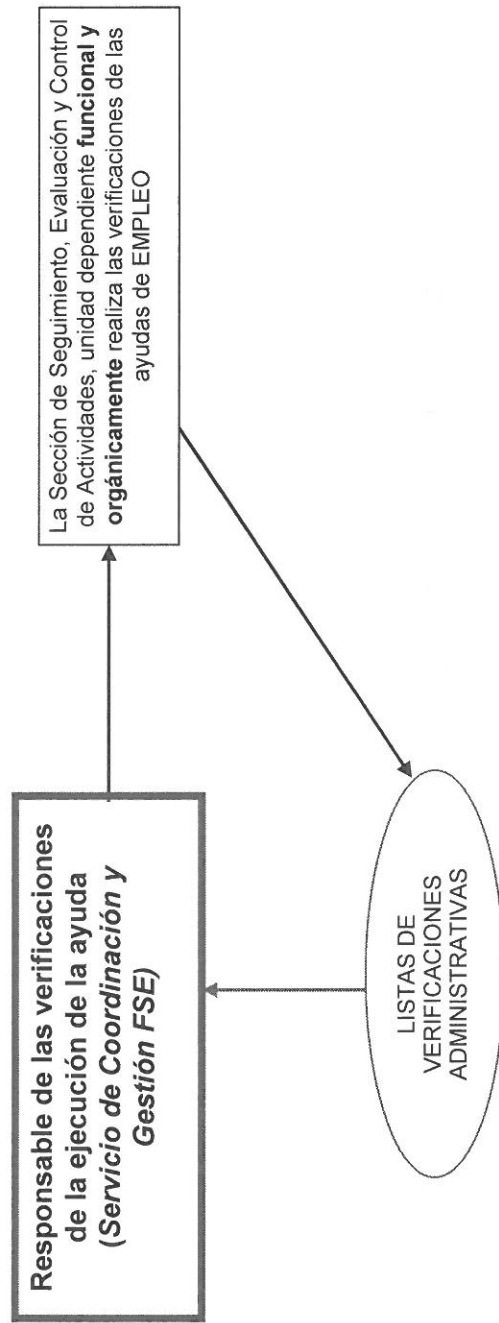 Responsable de las verificaciones
de la ejecución de la ayuda
(Servicio de Coordinación y
Gestión FSE)
La Sección de Seguimiento, Evaluación y Control
de Actividades, unidad dependiente funcional y
orgánicamente realiza las verificaciones de las
ayudas de EMPLEO
LISTAS DE
VERIFICACIONES
ADMINISTRATIVAS